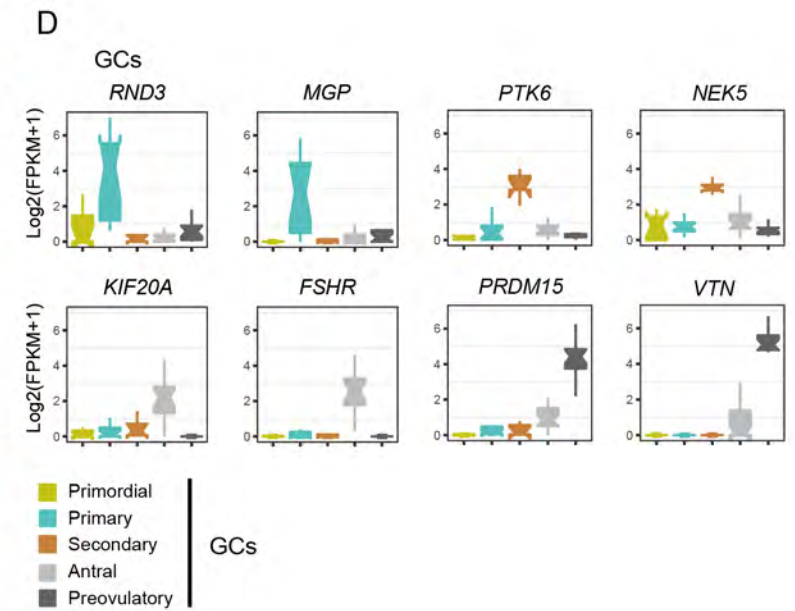 D
GCs
RND3 MGP PTK6 NEK5
Log2(FPKM+1)
6 6 6 6
4 4 4 4
2 2 2 2
0 0 0 0
KIF20A FSHR PRDM15 VTN
Log2(FPKM+1)
6 6 6 6
4 4 4 4
2 2 2 2
0 0 0 0
Primordial
Primary
Secondary
Antral
Preovulatory
GCs